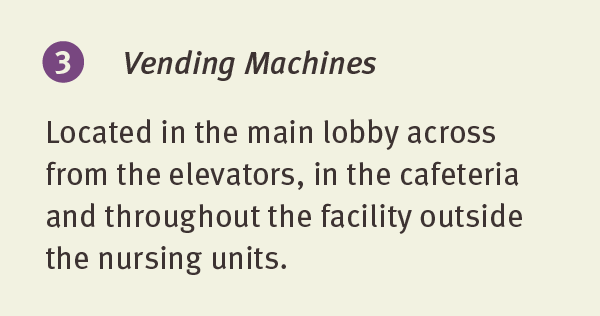 3 Vending Machines
Located in the main lobby across
from the elevators, in the cafeteria
and throughout the facility outside
the nursing units.